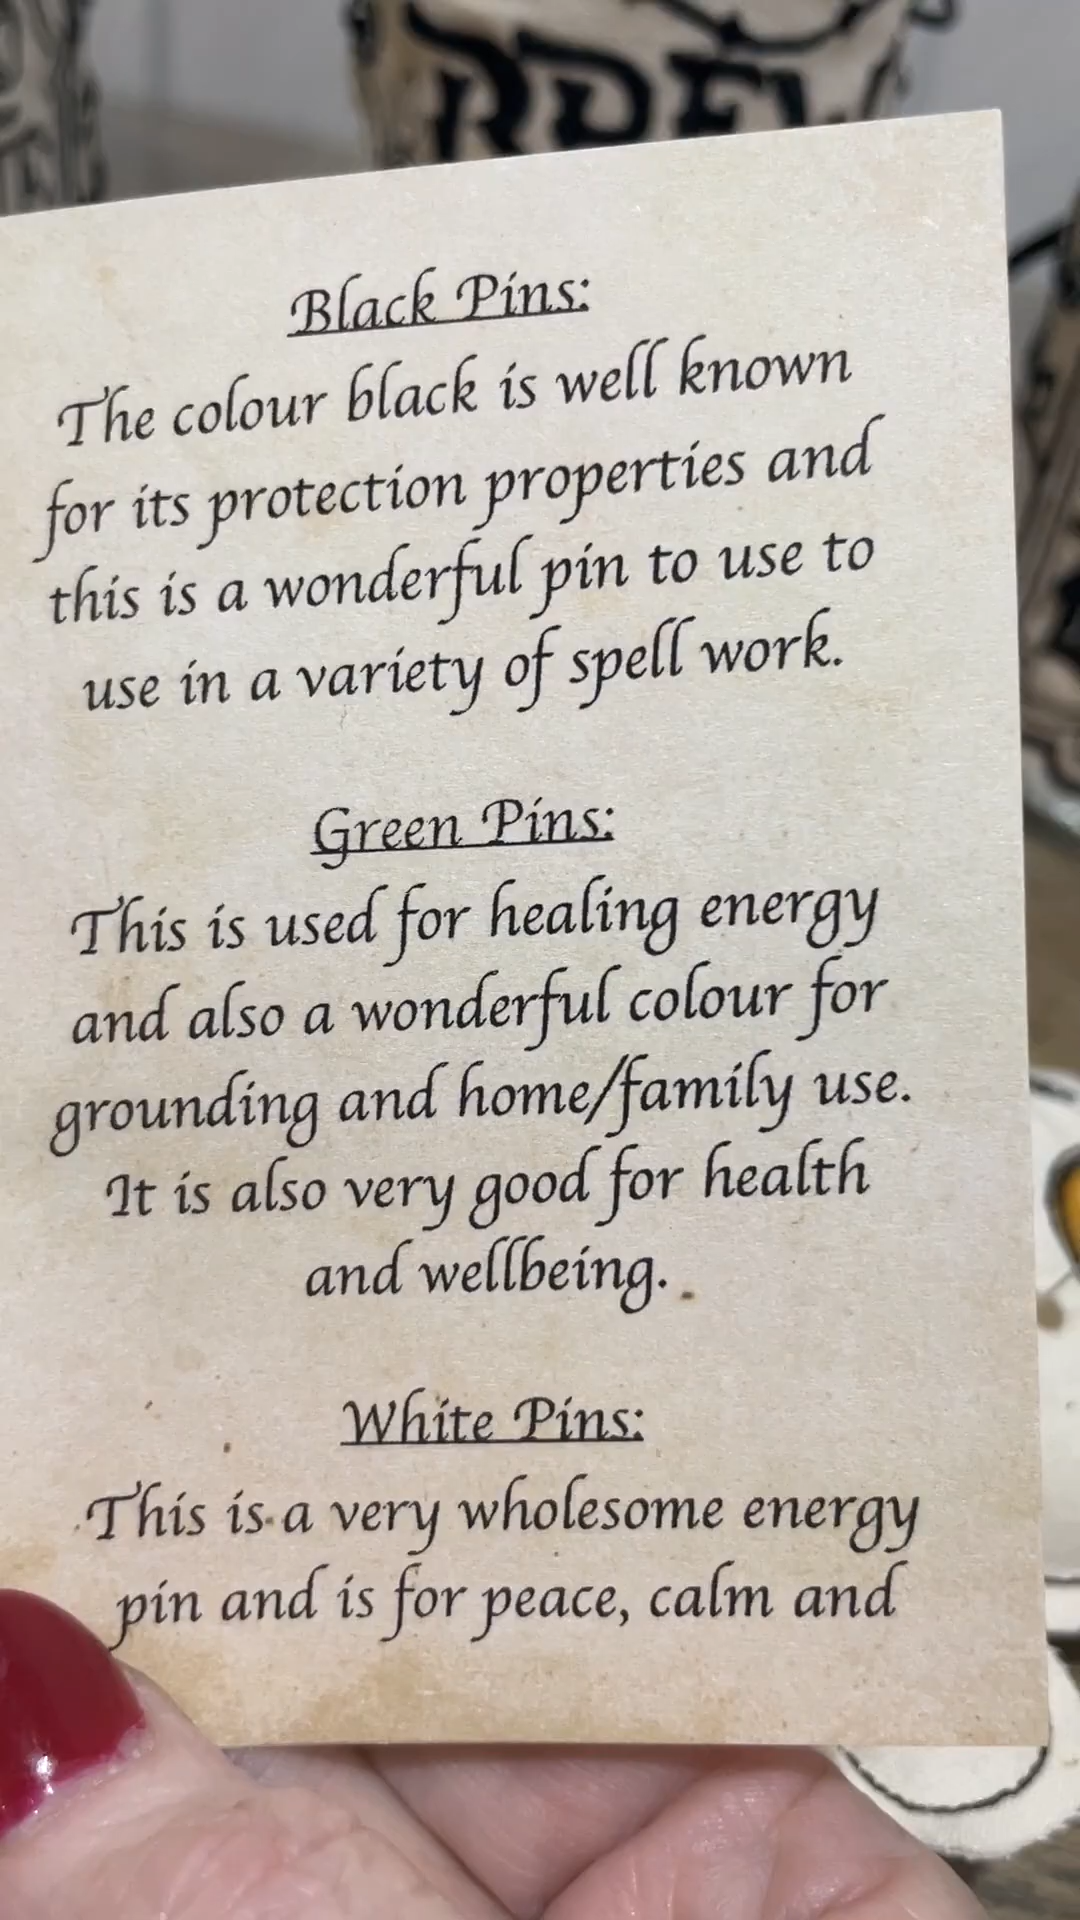 Black Pins:
The colour black is well known
for its protection properties and
this is a wonderful pin to use to
use in a variety of spell work.
Green Pins:
This is used for healing energy
and also a wonderful colour for
grounding and home/family use.
It is also very good for health
and wellbeing.
White Pins:
This is a very wholesome energy
pin and is for peace, calm and